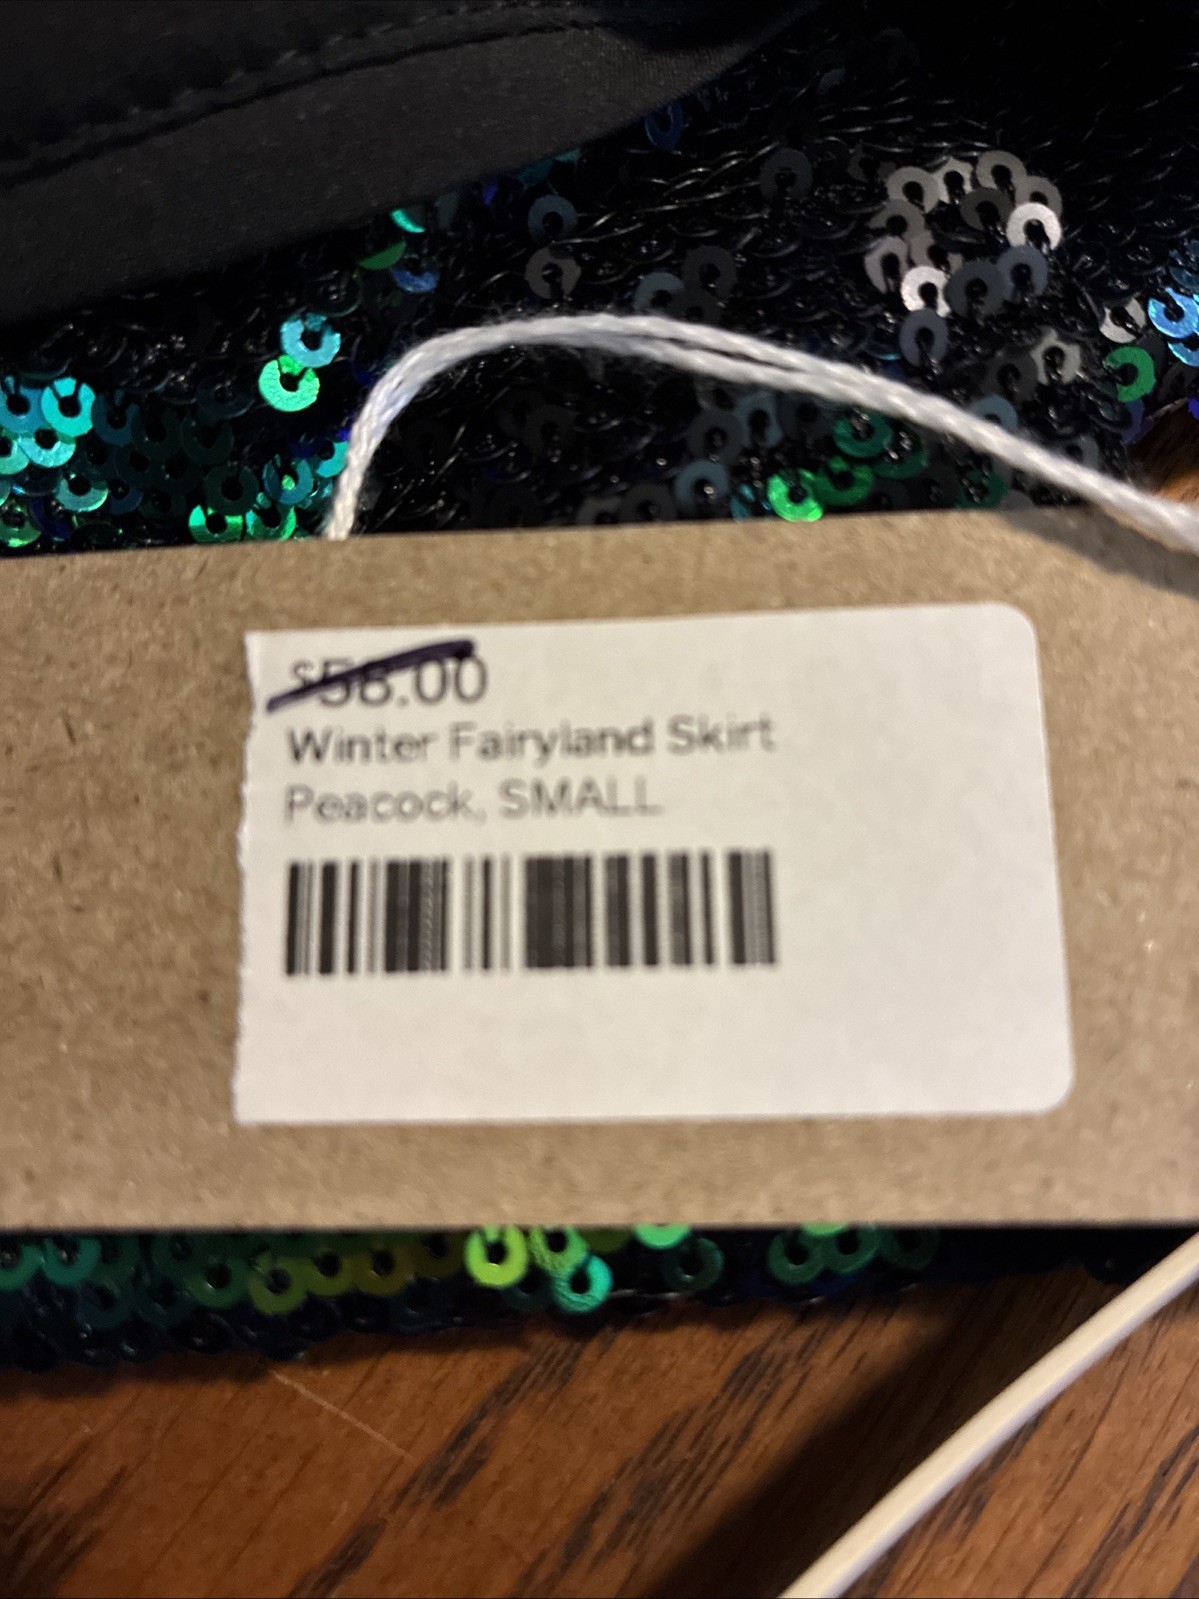 $58.00
Winter Fairyland Skirt
Peacock, SMALL